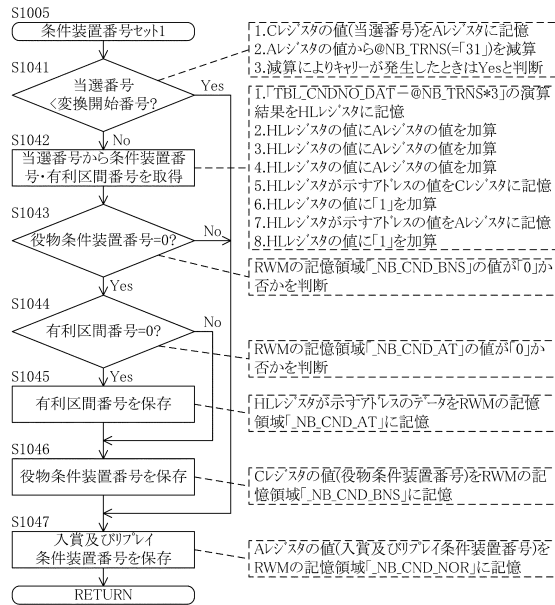 S1005
条件装置番号セット1
S1041
当選番号
<変換開始番号?
Yes
No
S1042
当選番号から条件装置番
号・有利区間番号を取得
S1043
役物条件装置番号=0?
No
Yes
S1044
有利区間番号=0?
No
Yes
S1045
有利区間番号を保存
S1046
役物条件装置番号を保存
S1047
入賞及びリプレイ
条件装置番号を保存
RETURN
1.Cレジスタの値(当選番号)をAレジスタに記憶
2.Aレジスタの値から@NB_TRNS(=「31」)を減算
3.減算によりキャリーが発生したときはYesと判断
1.「TBL_CNDNO_DAT－@NB_TRNS*3」の演算
結果をHLレジスタに記憶
2.HLレジスタの値にAレジスタの値を加算
3.HLレジスタの値にAレジスタの値を加算
4.HLレジスタの値にAレジスタの値を加算
5.HLレジスタが示すアドレスの値をCレジスタに記憶
6.HLレジスタの値に「1」を加算
7.HLレジスタが示すアドレスの値をAレジスタに記憶
8.HLレジスタの値に「1」を加算
RWMの記憶領域「_NB_CND_BNS」の値が「0」か
否かを判断
RWMの記憶領域「_NB_CND_AT」の値が「0」か
否かを判断
HLレジスタが示すアドレスのデータをRWMの記憶
領域「_NB_CND_AT」に記憶
Cレジスタの値(役物条件装置番号)をRWMの記
憶領域「_NB_CND_BNS」に記憶
Aレジスタの値(入賞及びリプレイ条件装置番号)を
RWMの記憶領域「_NB_CND_NOR」に記憶